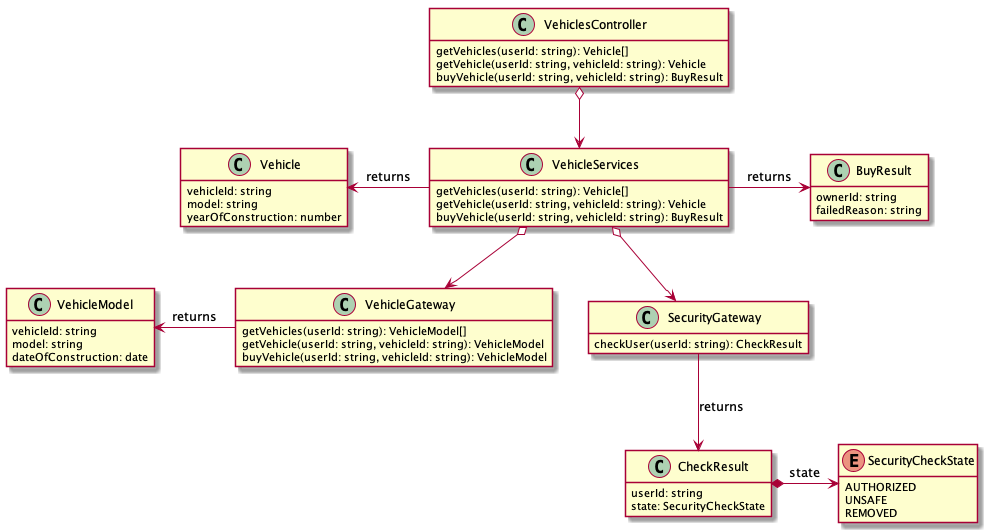 C VehiclesController
getVehicles(userId: string): Vehicle[]
getVehicle(userId: string, vehicleId: string): Vehicle
buyVehicle(userId: string, vehicleId: string): BuyResult
C Vehicle
vehicleId: string
model: string
yearOfConstruction: number
returns
C VehicleServices
getVehicles(userId: string): Vehicle[]
getVehicle(userId: string, vehicleId: string): Vehicle
buyVehicle(userId: string, vehicleId: string): BuyResult
returns
C BuyResult
ownerId: string
failedReason: string
C VehicleModel
vehicleId: string
model: string
dateOfConstruction: date
returns
C VehicleGateway
getVehicles(userId: string): VehicleModel[]
getVehicle(userId: string, vehicleId: string): VehicleModel
buyVehicle(userId: string, vehicleId: string): VehicleModel
C SecurityGateway
checkUser(userId: string): CheckResult
returns
C CheckResult
userId: string
state: SecurityCheckState
state
E SecurityCheckState
AUTHORIZED
UNSAFE
REMOVED